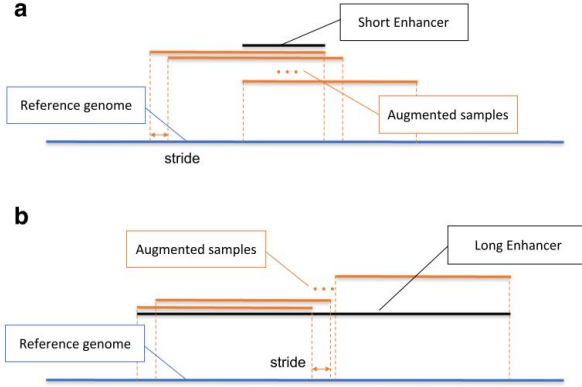 a
Short Enhancer
Reference genome
Augmented samples
stride
b
Augmented samples
Long Enhancer
Reference genome
stride